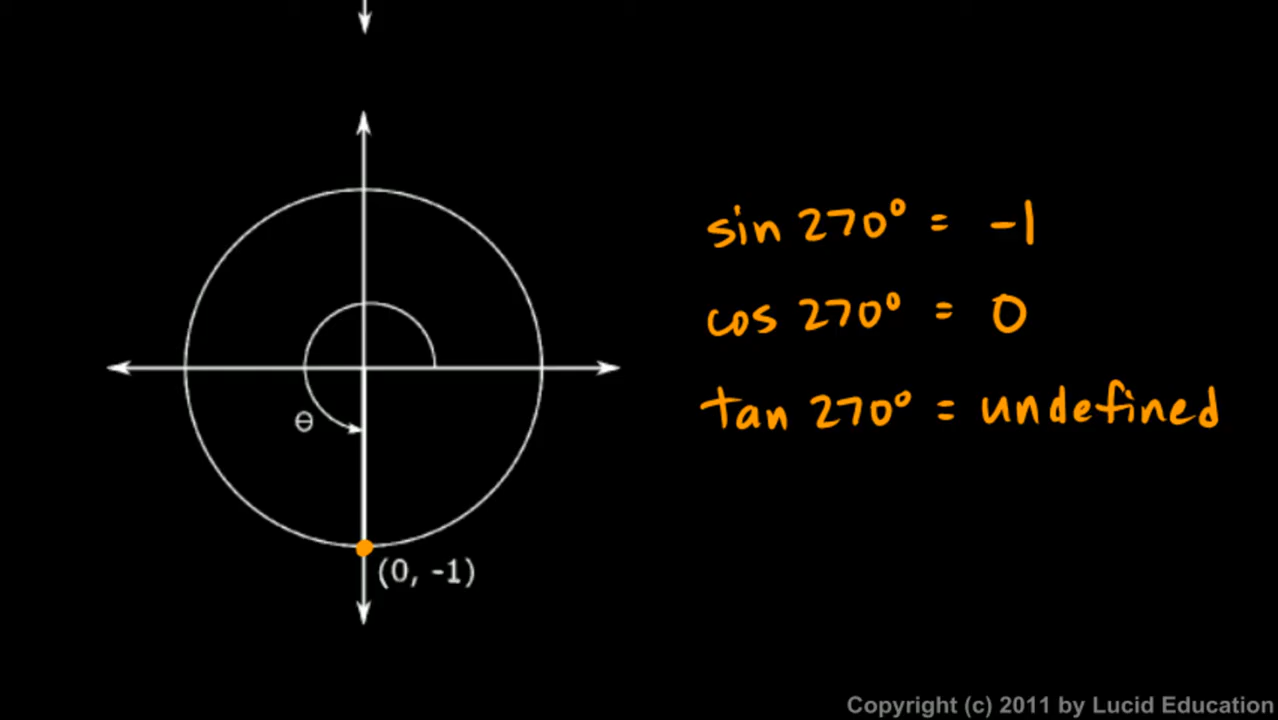 sin 270° = -1
cos 270° = 0
tan 270° = undefined
θ
(0, -1)
Copyright (c) 2011 by Lucid Education